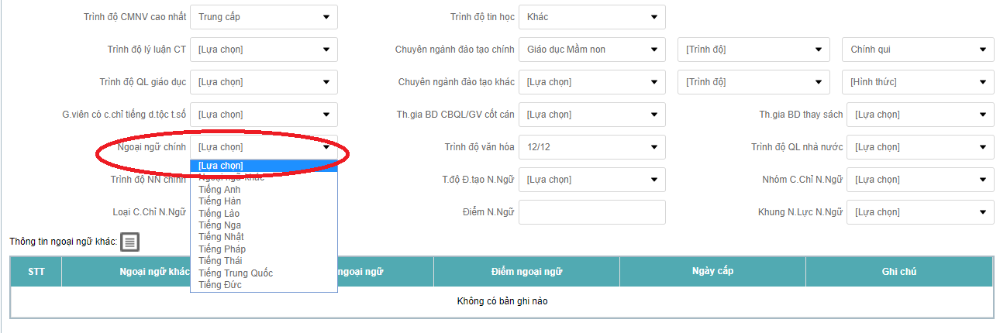 Trình độ CMNV cao nhất Trung cấp Trình độ tin học Khác
Trình độ lý luận CT [Lựa chọn] Chuyên ngành đào tạo chính Giáo dục Mầm non [Trình độ] Chính qui
Trình độ QL giáo dục [Lựa chọn] Chuyên ngành đào tạo khác [Lựa chọn] [Trình độ] [Hình thức]
G.viên có c.chỉ tiếng d.tộc t.số [Lựa chọn] Th.gia BD CBQL/GV cốt cán [Lựa chọn] Th.gia BD thay sách [Lựa chọn]
Ngoại ngữ chính [Lựa chọn] Trình độ văn hóa 12/12 Trình độ QL nhà nước [Lựa chọn]
[Lựa chọn]
Ngoại ngữ khác
Tiếng Anh
Tiếng Hàn
Tiếng Lào
Tiếng Nga
Tiếng Nhật
Tiếng Pháp
Tiếng Thái
Tiếng Trung Quốc
Tiếng Đức
Trình độ NN chính T.độ Đ.tạo N.Ngữ [Lựa chọn] Nhóm C.Chỉ N.Ngữ [Lựa chọn]
Loại C.Chỉ N.Ngữ Điểm N.Ngữ Khung N.Lực N.Ngữ [Lựa chọn]
Thông tin ngoại ngữ khác:
STT Ngoại ngữ khác ngoại ngữ Điểm ngoại ngữ Ngày cấp Ghi chú
Không có bản ghi nào